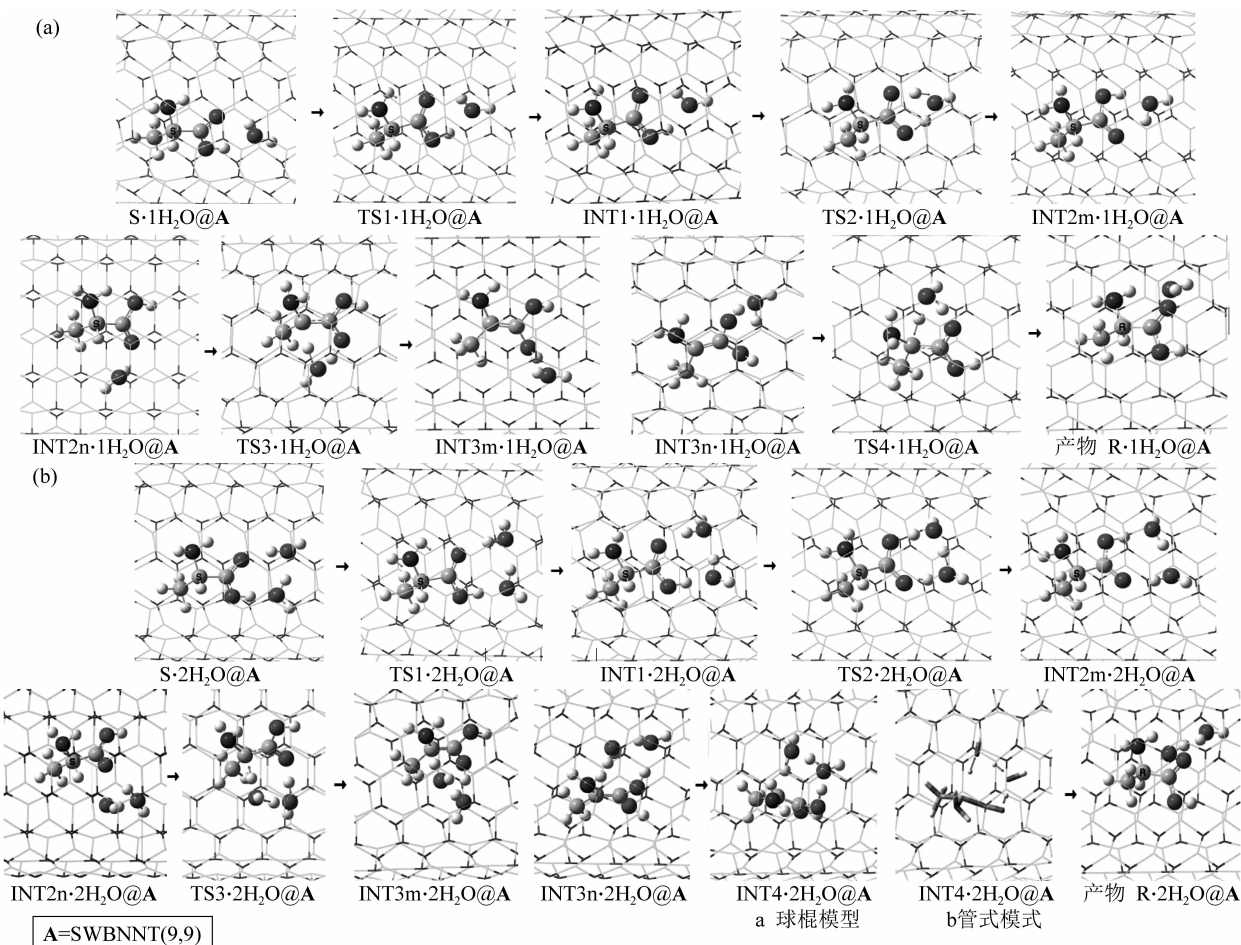 (a)
S·1H₂O@A TS1·1H₂O@A INT1·1H₂O@A TS2·1H₂O@A INT2m·1H₂O@A
INT2n·1H₂O@A TS3·1H₂O@A INT3m·1H₂O@A INT3n·1H₂O@A TS4·1H₂O@A 产物 R·1H₂O@A
(b)
S·2H₂O@A TS1·2H₂O@A INT1·2H₂O@A TS2·2H₂O@A INT2m·2H₂O@A
INT2n·2H₂O@A TS3·2H₂O@A INT3m·2H₂O@A INT3n·2H₂O@A INT4·2H₂O@A INT4·2H₂O@A 产物 R·2H₂O@A
a 球棍模型 b管式模式
A=SWBNNT(9,9)